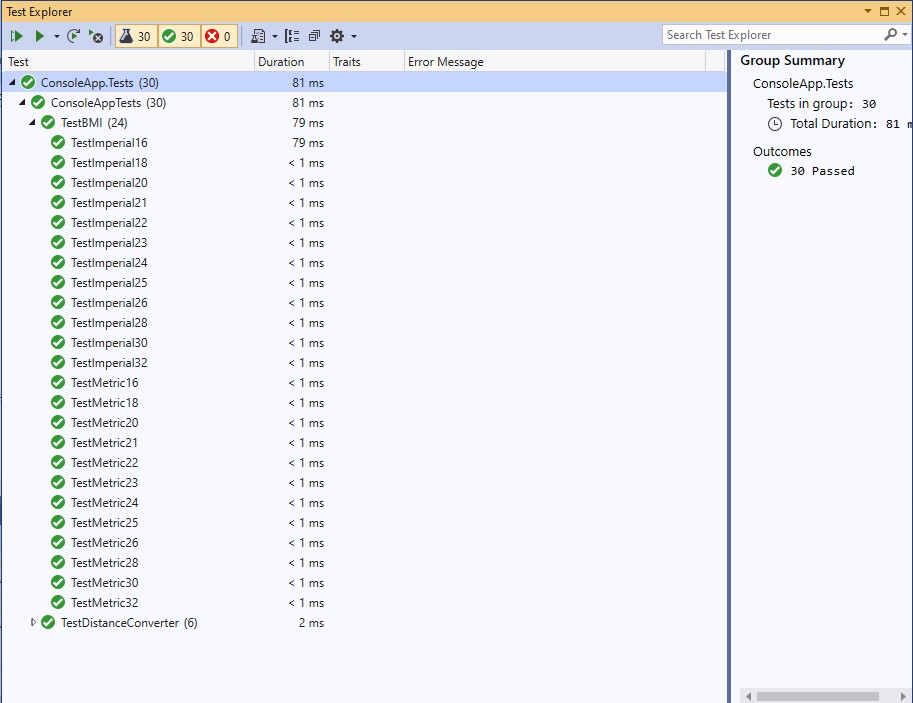 Test Explorer
30 30 0 Search Test Explorer
Test Duration Traits Error Message
ConsoleApp.Tests (30) 81 ms
ConsoleAppTests (30) 81 ms
TestBMI (24) 79 ms
TestImperial16 79 ms
TestImperial18 < 1 ms
TestImperial20 < 1 ms
TestImperial21 < 1 ms
TestImperial22 < 1 ms
TestImperial23 < 1 ms
TestImperial24 < 1 ms
TestImperial25 < 1 ms
TestImperial26 < 1 ms
TestImperial28 < 1 ms
TestImperial30 < 1 ms
TestImperial32 < 1 ms
TestMetric16 < 1 ms
TestMetric18 < 1 ms
TestMetric20 < 1 ms
TestMetric21 < 1 ms
TestMetric22 < 1 ms
TestMetric23 < 1 ms
TestMetric24 < 1 ms
TestMetric25 < 1 ms
TestMetric26 < 1 ms
TestMetric28 < 1 ms
TestMetric30 < 1 ms
TestMetric32 < 1 ms
TestDistanceConverter (6) 2 ms
Group Summary
ConsoleApp.Tests
Tests in group: 30
Total Duration: 81
Outcomes
30 Passed